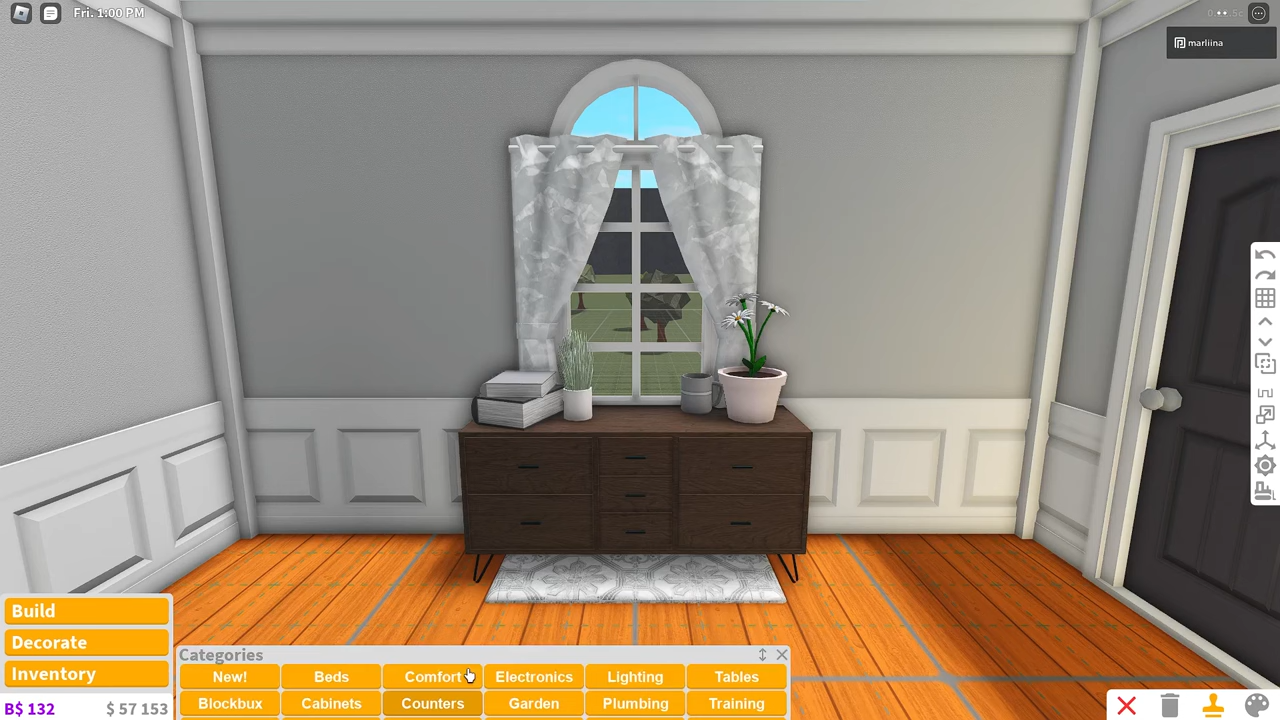 Fri. 1:00 PM
marliina
Build
Decorate
Inventory
B$ 132 $ 57 153
Categories
New! Beds Comfort Electronics Lighting Tables
Blockbux Cabinets Counters Garden Plumbing Training